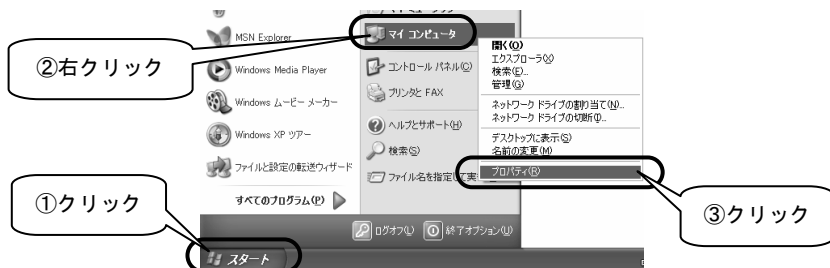 MSN Explorer
Windows Media Player
Windows ムービー メーカー
Windows XP ツアー
ファイルと設定の転送ウィザード
すべてのプログラム(P)
マイ コンピュータ
コントロール パネル(C)
プリンタと FAX
ヘルプとサポート(H)
検索(S)
ファイル名を指定して実
開く(O)
エクスプローラ(X)
検索(E)...
管理(G)
ネットワーク ドライブの割り当て(N)...
ネットワーク ドライブの切断(I)...
デスクトップに表示(S)
名前の変更(M)
プロパティ(R)
ログオフ(L)
終了オプション(U)
スタート
①クリック
②右クリック
③クリック